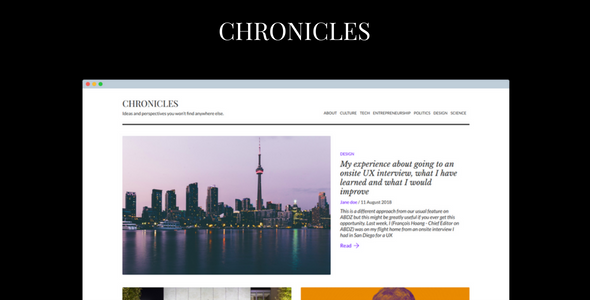 CHRONICLES
CHRONICLES
Ideas and perspectives you won't find anywhere else.
ABOUT CULTURE TECH ENTREPRENEURSHIP POLITICS DESIGN SCIENCE
DESIGN
My experience about going to an
onsite UX interview, what I have
learned and what I would
improve
Jane doe / 11 August 2018
This is a different approach from our usual feature on
ABDZ but this might be greatly useful if you ever get this
opportunity. Last week, I (François Hoang - Chief Editor on
ABDZ) was on my flight home from an onsite interview I
had in San Diego for a UX
Read →